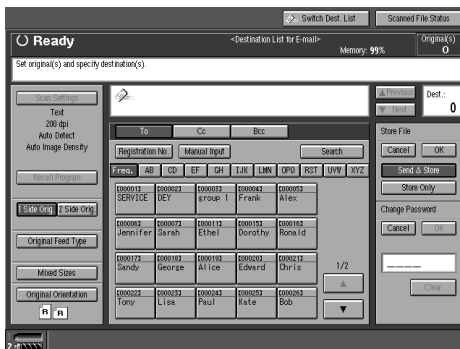 Switch Dest. List
Scanned File Status
Ready
<Destination List for E-mail>
Memory: 99%
Original(s)
0
Set original(s) and specify destination(s).
Scan Settings
Text
200 dpi
Auto Detect
Auto Image Density
Recall Program
1 Side Orig. 2 Side Orig.
Original Feed Type
Mixed Sizes
Original Orientation
R R
▲ Previous
▼ Next
Dest.:
0
To Cc Bcc
Registration No. Manual Input Search
Freq. AB CD EF GH IJK LMN OPQ RST UVW XYZ
[00001] [00002] [00003] [00004] [00005]
SERVICE DEY group 1 Frank Alex
[00006] [00007] [00011] [00015] [00016]
Jennifer Sarah Ethel Dorothy Ronald
[00017] [00018] [00019] [00020] [00021]
Sandy George Alice Edward Chris
[00022] [00023] [00024] [00025] [00026]
Tony Lisa Paul Kate Bob
1/2
▲
▼
Store File
Cancel OK
Send & Store
Store Only
Change Password
Cancel OK
____
Clear